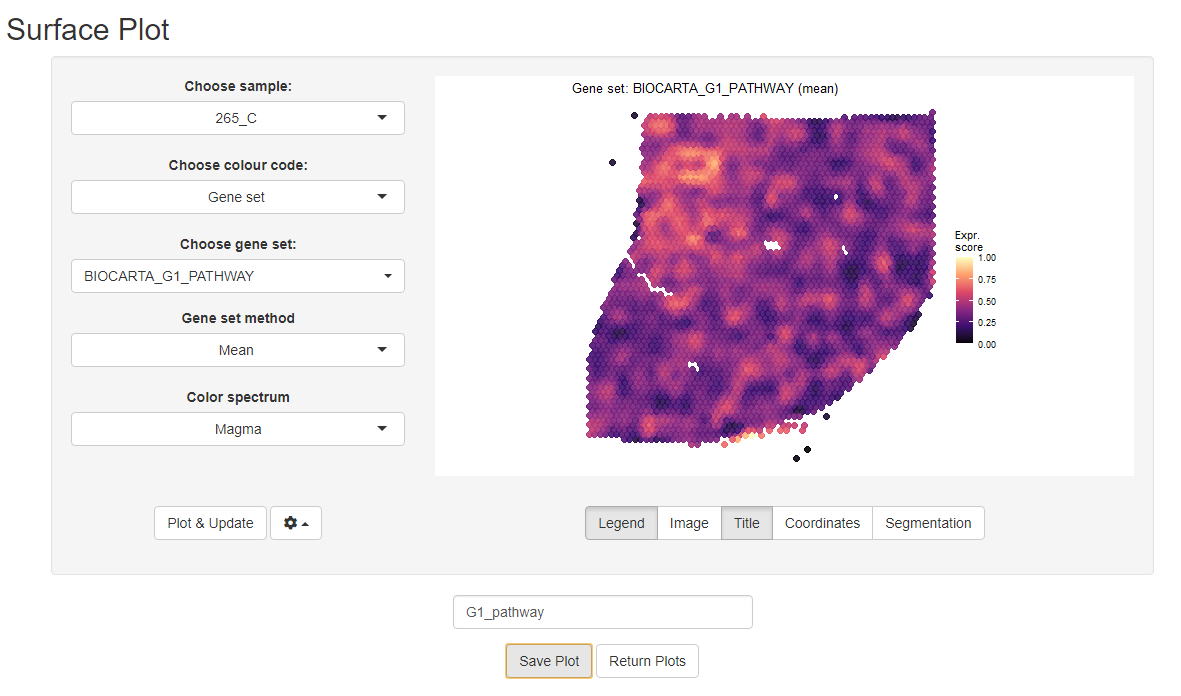 Surface Plot
Choose sample:
265_C
Choose colour code:
Gene set
Choose gene set:
BIOCARTA_G1_PATHWAY
Gene set method
Mean
Color spectrum
Magma
Plot & Update
Gene set: BIOCARTA_G1_PATHWAY (mean)
Expr.
score
1.00
0.75
0.50
0.25
0.00
Legend Image Title Coordinates Segmentation
G1_pathway
Save Plot Return Plots